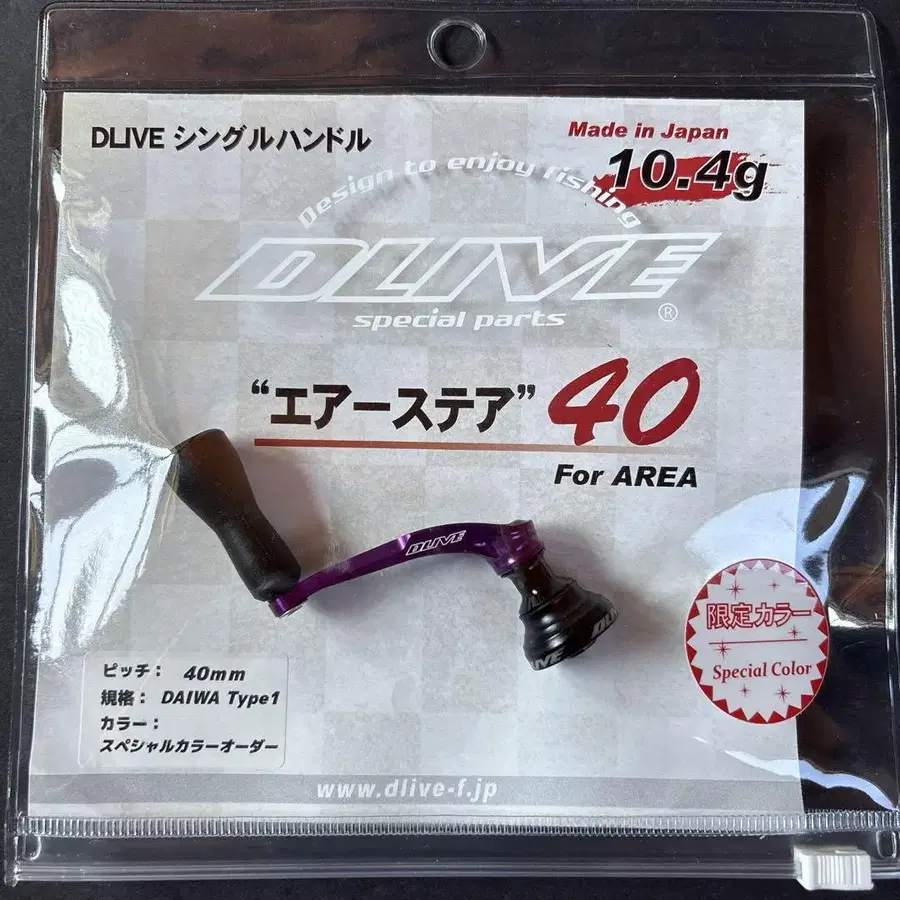 DLIVE シングルハンドル
Made in Japan
10.4g
Design to enjoy fishing
DLIVE
special parts
®
“エアーステア” 40
For AREA
DLIVE
DLIVE
限定カラー
Special Color
ピッチ： 40mm
規格： DAIWA Type1
カラー：
スペシャルカラーオーダー
www.dlive-f.jp